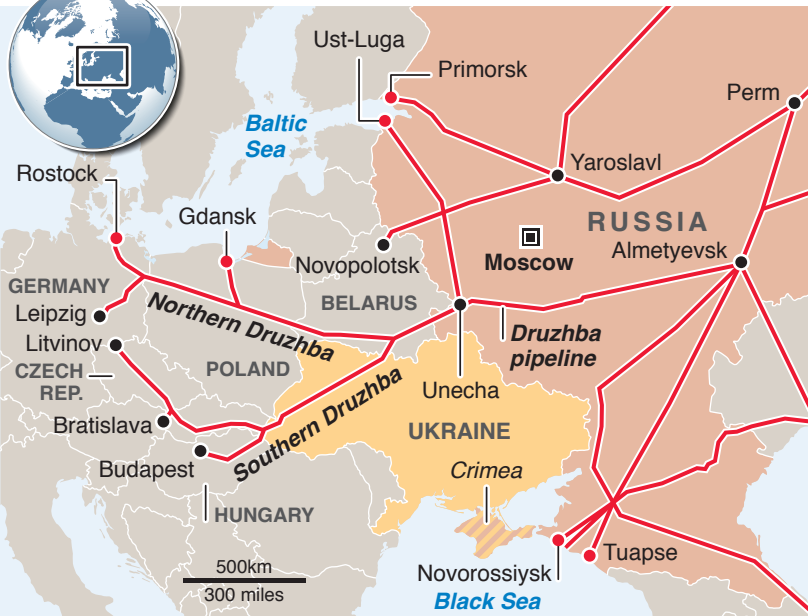 Ust-Luga
Primorsk
Perm
Baltic
Sea
Yaroslavl
Rostock
Gdansk
RUSSIA
Novopolotsk
Moscow
Almetyevsk
GERMANY
BELARUS
Leipzig
Northern Druzhba
Druzhba
pipeline
Litvinov
POLAND
CZECH
REP.
Unecha
Southern Druzhba
Bratislava
UKRAINE
Budapest
Crimea
HUNGARY
500km
300 miles
Tuapse
Novorossiysk
Black Sea